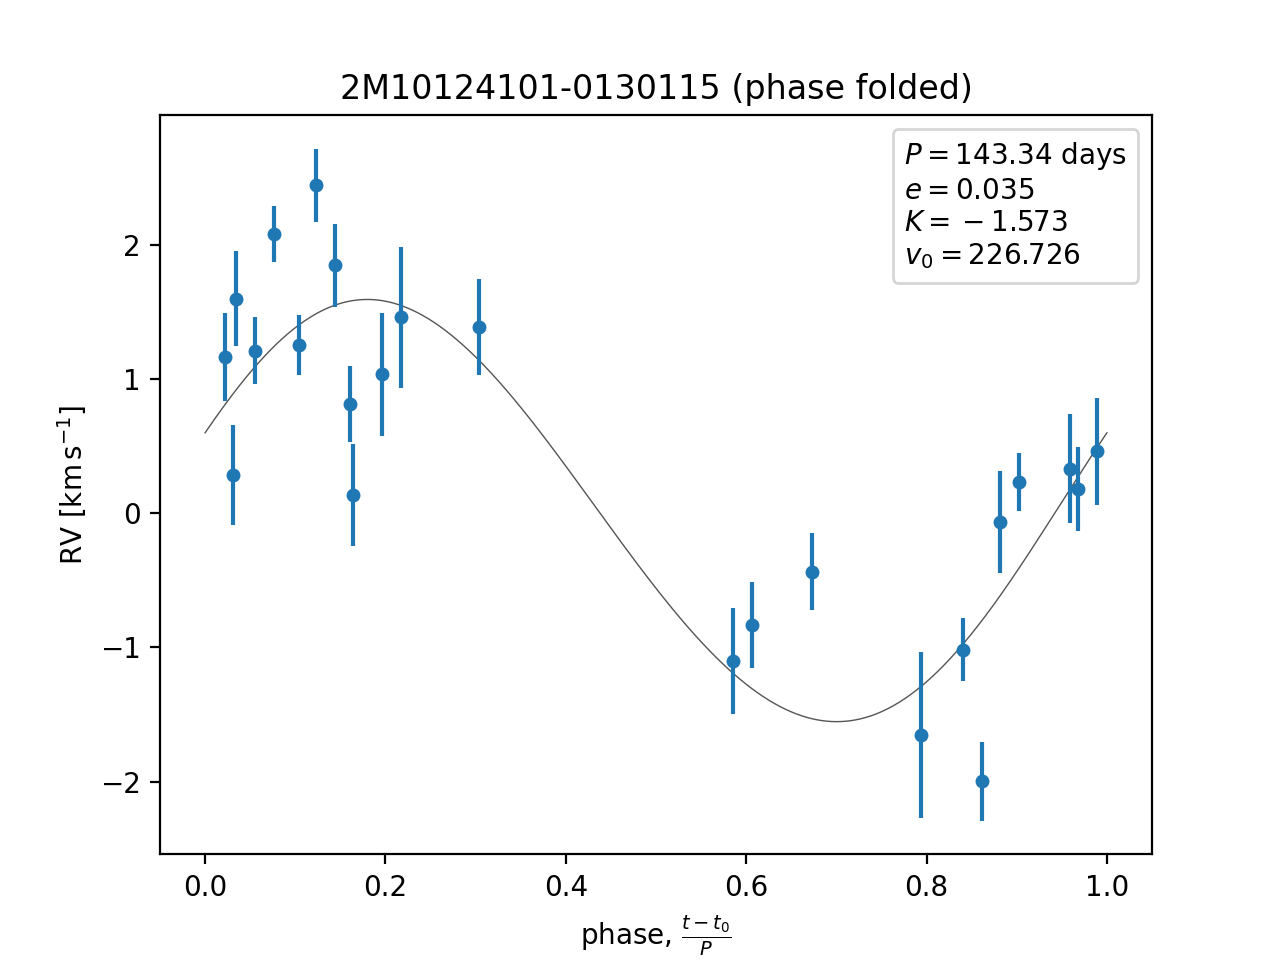 2M10124101-0130115 (phase folded)
P = 143.34 days
e = 0.035
K = − 1.573
v₀ = 226.726
RV [km s⁻¹]
2
1
0
−1
−2
0.0 0.2 0.4 0.6 0.8 1.0
phase, (t − t₀)/P